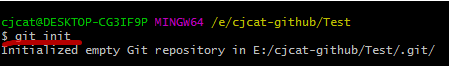 cjcat@DESKTOP-CG3IF9P MINGW64 /e/cjcat-github/Test
$ git init
Initialized empty Git repository in E:/cjcat-github/Test/.git/